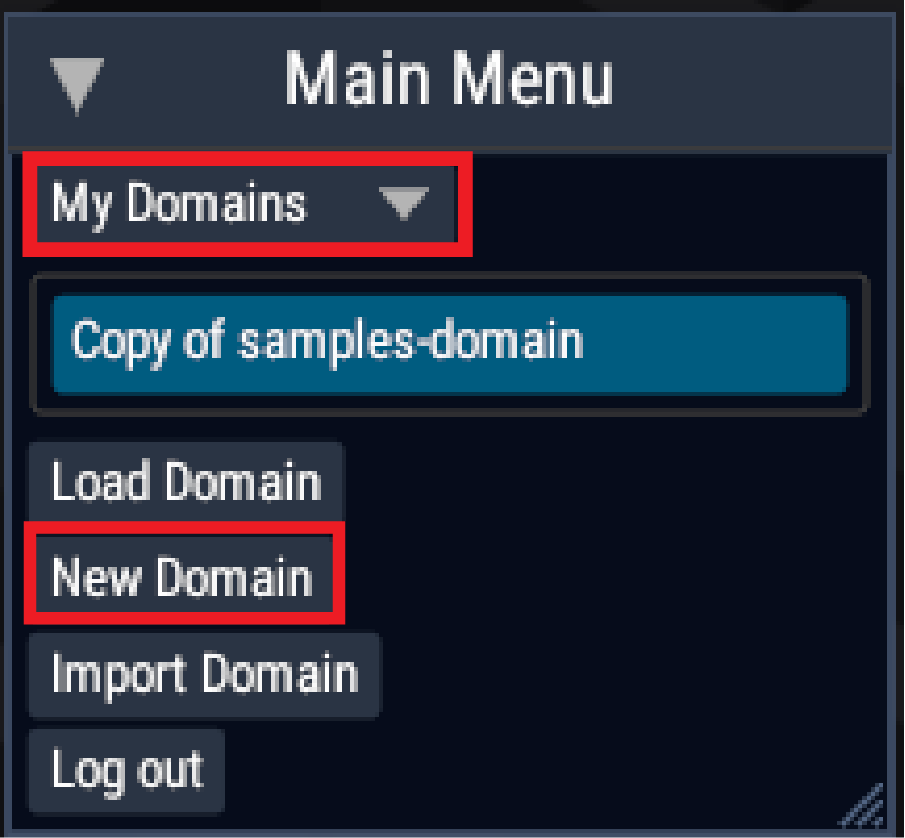 Main Menu
My Domains
Copy of samples-domain
Load Domain
New Domain
Import Domain
Log out